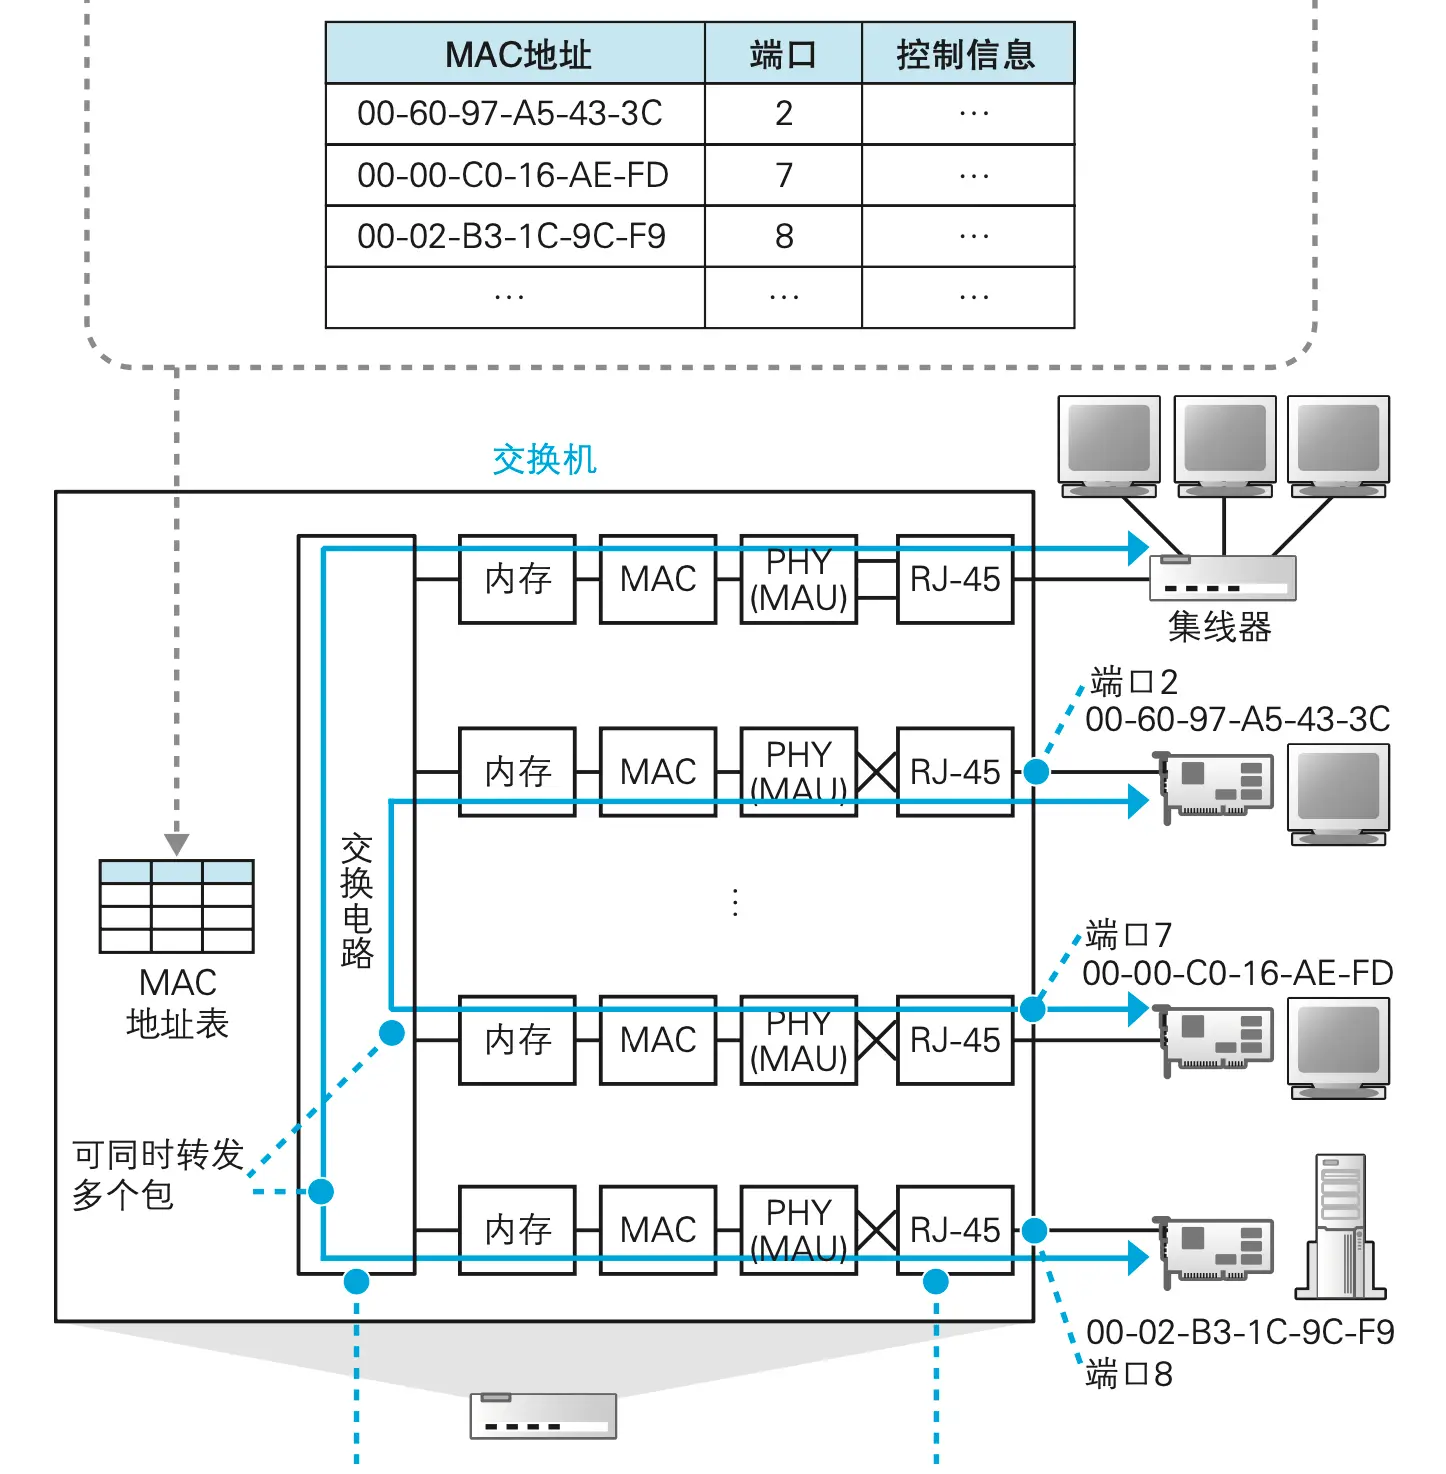 MAC地址 端口 控制信息
00-60-97-A5-43-3C 2 …
00-00-C0-16-AE-FD 7 …
00-02-B3-1C-9C-F9 8 …
… … …
交换机
内存 MAC PHY (MAU) RJ-45
集线器
端口2
00-60-97-A5-43-3C
内存 MAC PHY (MAU) RJ-45
交换电路
⋮
MAC
地址表
端口7
00-00-C0-16-AE-FD
内存 MAC PHY (MAU) RJ-45
可同时转发
多个包
内存 MAC PHY (MAU) RJ-45
00-02-B3-1C-9C-F9
端口8